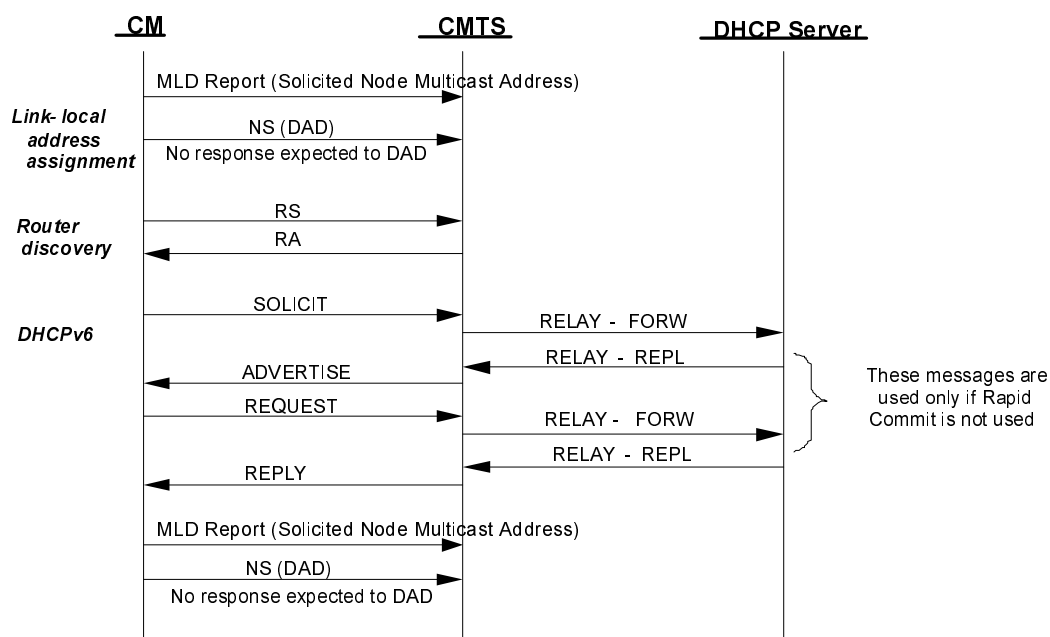 CM
CMTS
DHCP Server
MLD Report (Solicited Node Multicast Address)
Link- local
address
assignment
NS (DAD)
No response expected to DAD
Router
discovery
RS
RA
DHCPv6
SOLICIT
RELAY - FORW
RELAY - REPL
ADVERTISE
REQUEST
RELAY - FORW
RELAY - REPL
REPLY
These messages are
used only if Rapid
Commit is not used
MLD Report (Solicited Node Multicast Address)
NS (DAD)
No response expected to DAD